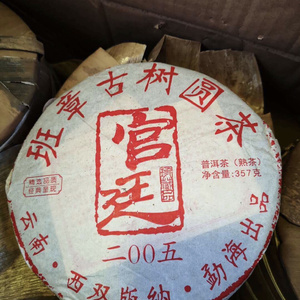 班章古树圆茶
宫廷
普洱茶（熟茶）
净含量:357克
二00五
云南·西双版纳·勐海出品